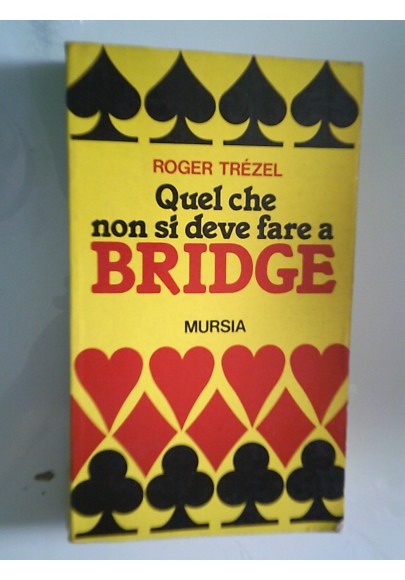 ROGER TRÉZEL
Quel che
non si deve fare a
BRIDGE
MURSIA